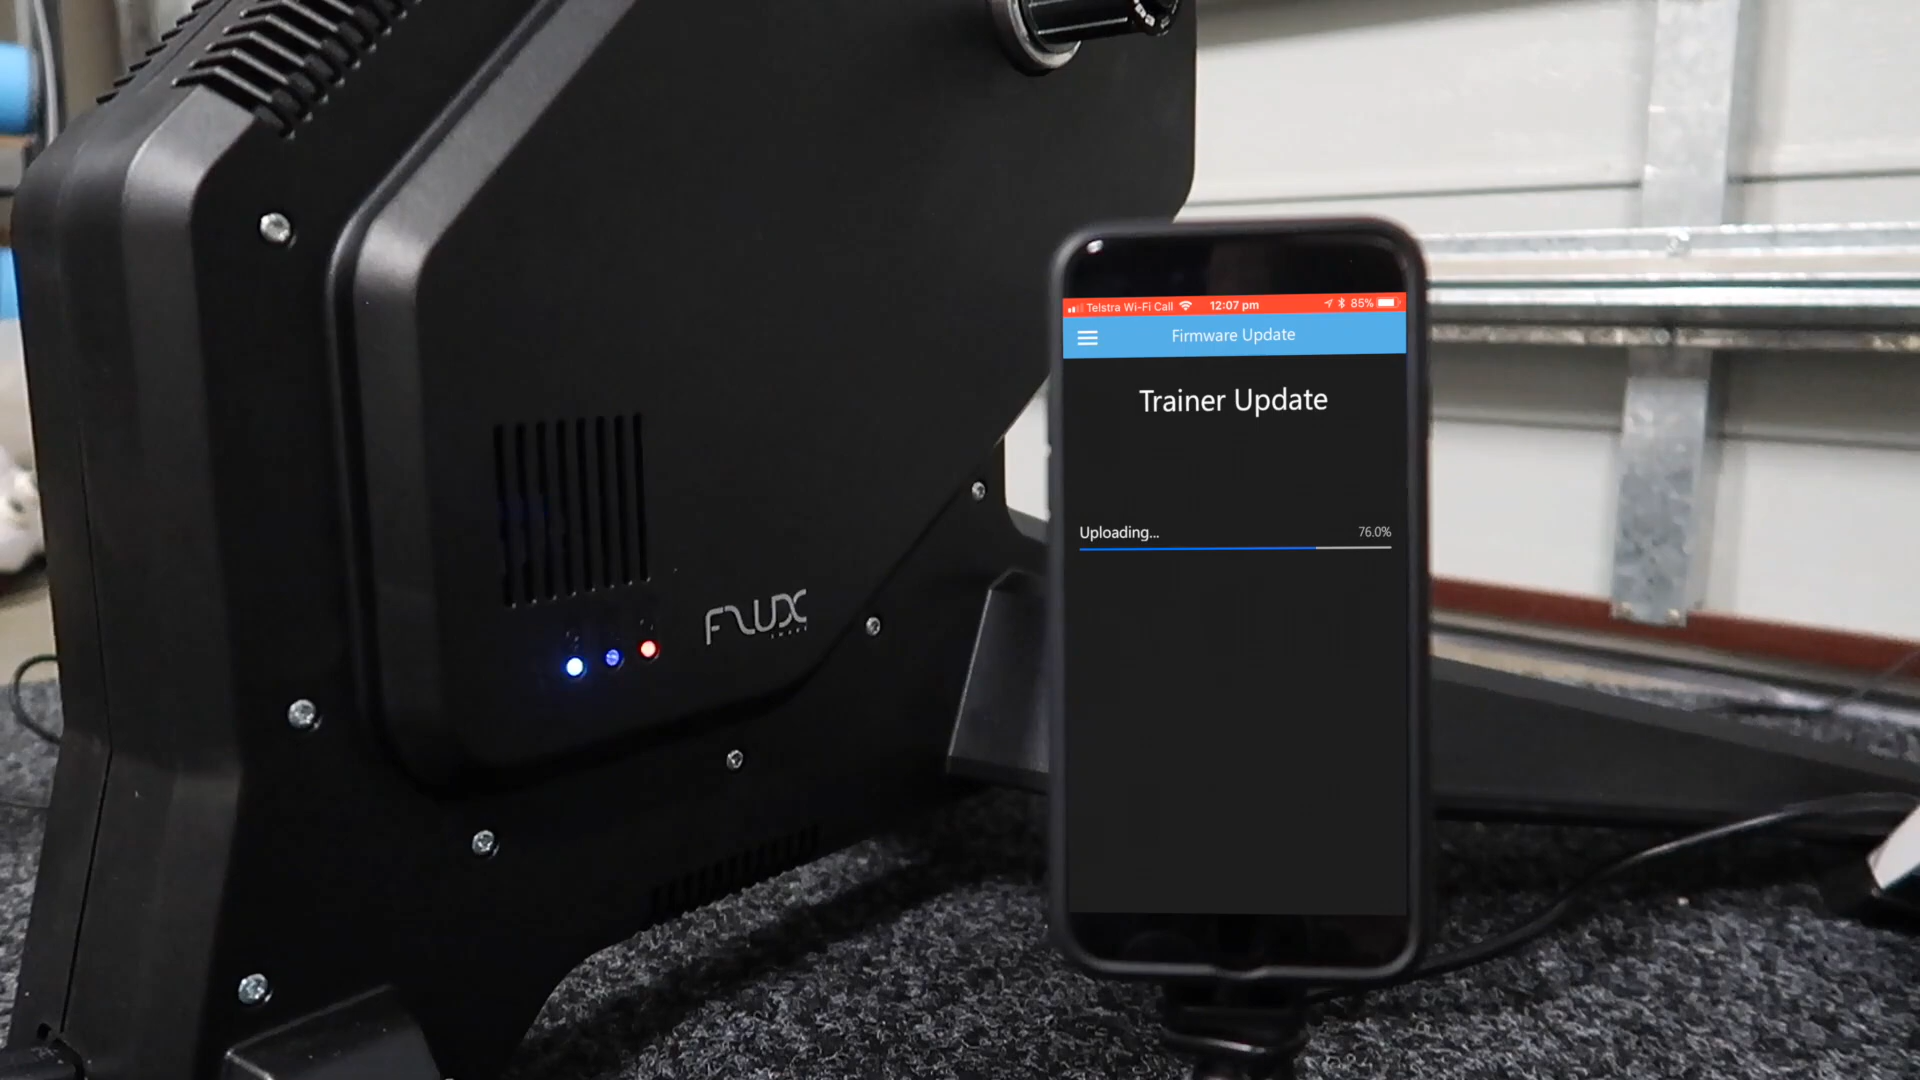 FLUX
Telstra Wi-Fi Call 12:07 pm 85%
Firmware Update
Trainer Update
Uploading... 76.0%